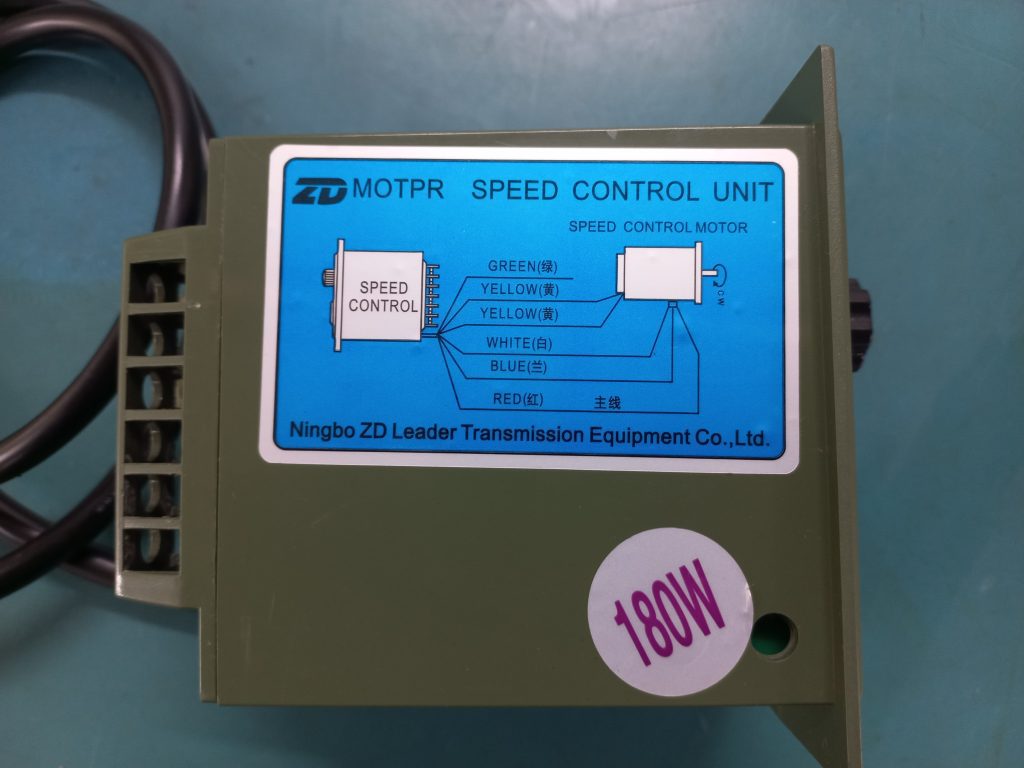 ZD MOTPR SPEED CONTROL UNIT
SPEED CONTROL MOTOR
SPEED
CONTROL
GREEN(绿)
YELLOW(黄)
YELLOW(黄)
WHITE(白)
BLUE(兰)
RED(红) 主线
CW
Ningbo ZD Leader Transmission Equipment Co.,Ltd.
180W